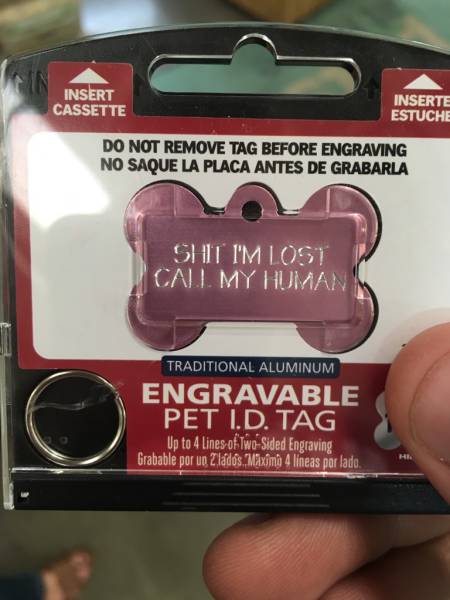 INSERT
CASSETTE
INSERTE
ESTUCHE
DO NOT REMOVE TAG BEFORE ENGRAVING
NO SAQUE LA PLACA ANTES DE GRABARLA
SHIT I'M LOST
CALL MY HUMAN
TRADITIONAL ALUMINUM
ENGRAVABLE
PET I.D. TAG
Up to 4 Lines of Two-Sided Engraving
Grabable por un 2 lados. Maximo 4 líneas por lado.